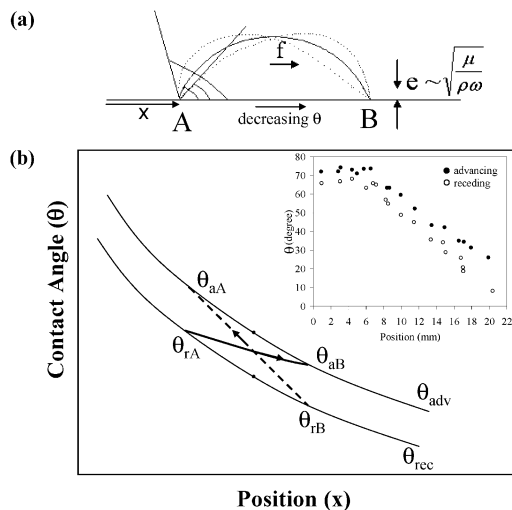 (a)
f
e ~ √(μ/ρω)
x
A
decreasing θ
B
(b)
Contact Angle (θ)
80
70
60
50
40
30
20
10
0
θ (degree)
● advancing
○ receding
0 2 4 6 8 10 12 14 16 18 20 22
Position (mm)
θaA
θrA
θaB
θrB
θadv
θrec
Position (x)